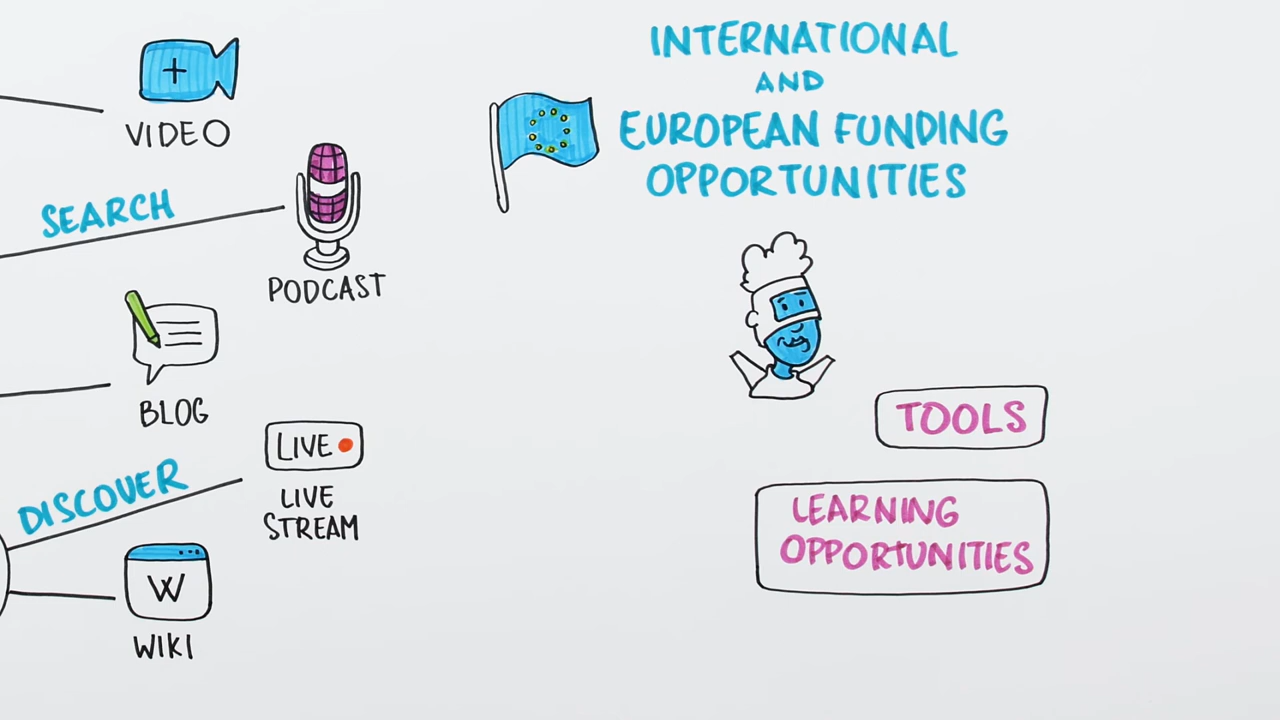 INTERNATIONAL
AND
EUROPEAN FUNDING
OPPORTUNITIES
VIDEO
SEARCH
PODCAST
BLOG
LIVE
LIVE
STREAM
DISCOVER
W
WIKI
TOOLS
LEARNING
OPPORTUNITIES